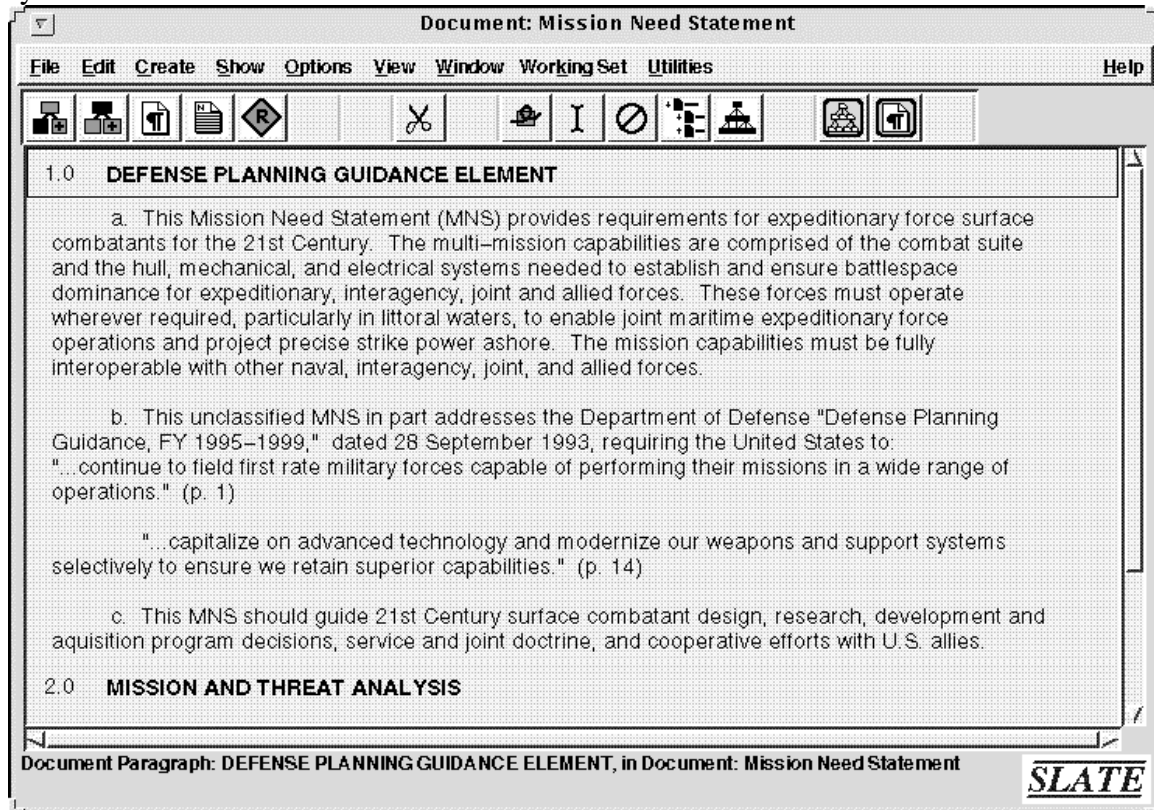 Document: Mission Need Statement
File Edit Create Show Options View Window Working Set Utilities Help
R
1.0 DEFENSE PLANNING GUIDANCE ELEMENT
a. This Mission Need Statement (MNS) provides requirements for expeditionary force surface
combatants for the 21st Century. The multi–mission capabilities are comprised of the combat suite
and the hull, mechanical, and electrical systems needed to establish and ensure battlespace
dominance for expeditionary, interagency, joint and allied forces. These forces must operate
wherever required, particularly in littoral waters, to enable joint maritime expeditionary force
operations and project precise strike power ashore. The mission capabilities must be fully
interoperable with other naval, interagency, joint, and allied forces.
b. This unclassified MNS in part addresses the Department of Defense "Defense Planning
Guidance, FY 1995–1999," dated 28 September 1993, requiring the United States to:
"...continue to field first rate military forces capable of performing their missions in a wide range of
operations." (p. 1)
"...capitalize on advanced technology and modernize our weapons and support systems
selectively to ensure we retain superior capabilities." (p. 14)
c. This MNS should guide 21st Century surface combatant design, research, development and
aquisition program decisions, service and joint doctrine, and cooperative efforts with U.S. allies.
2.0 MISSION AND THREAT ANALYSIS
Document Paragraph: DEFENSE PLANNING GUIDANCE ELEMENT, in Document: Mission Need Statement
SLATE